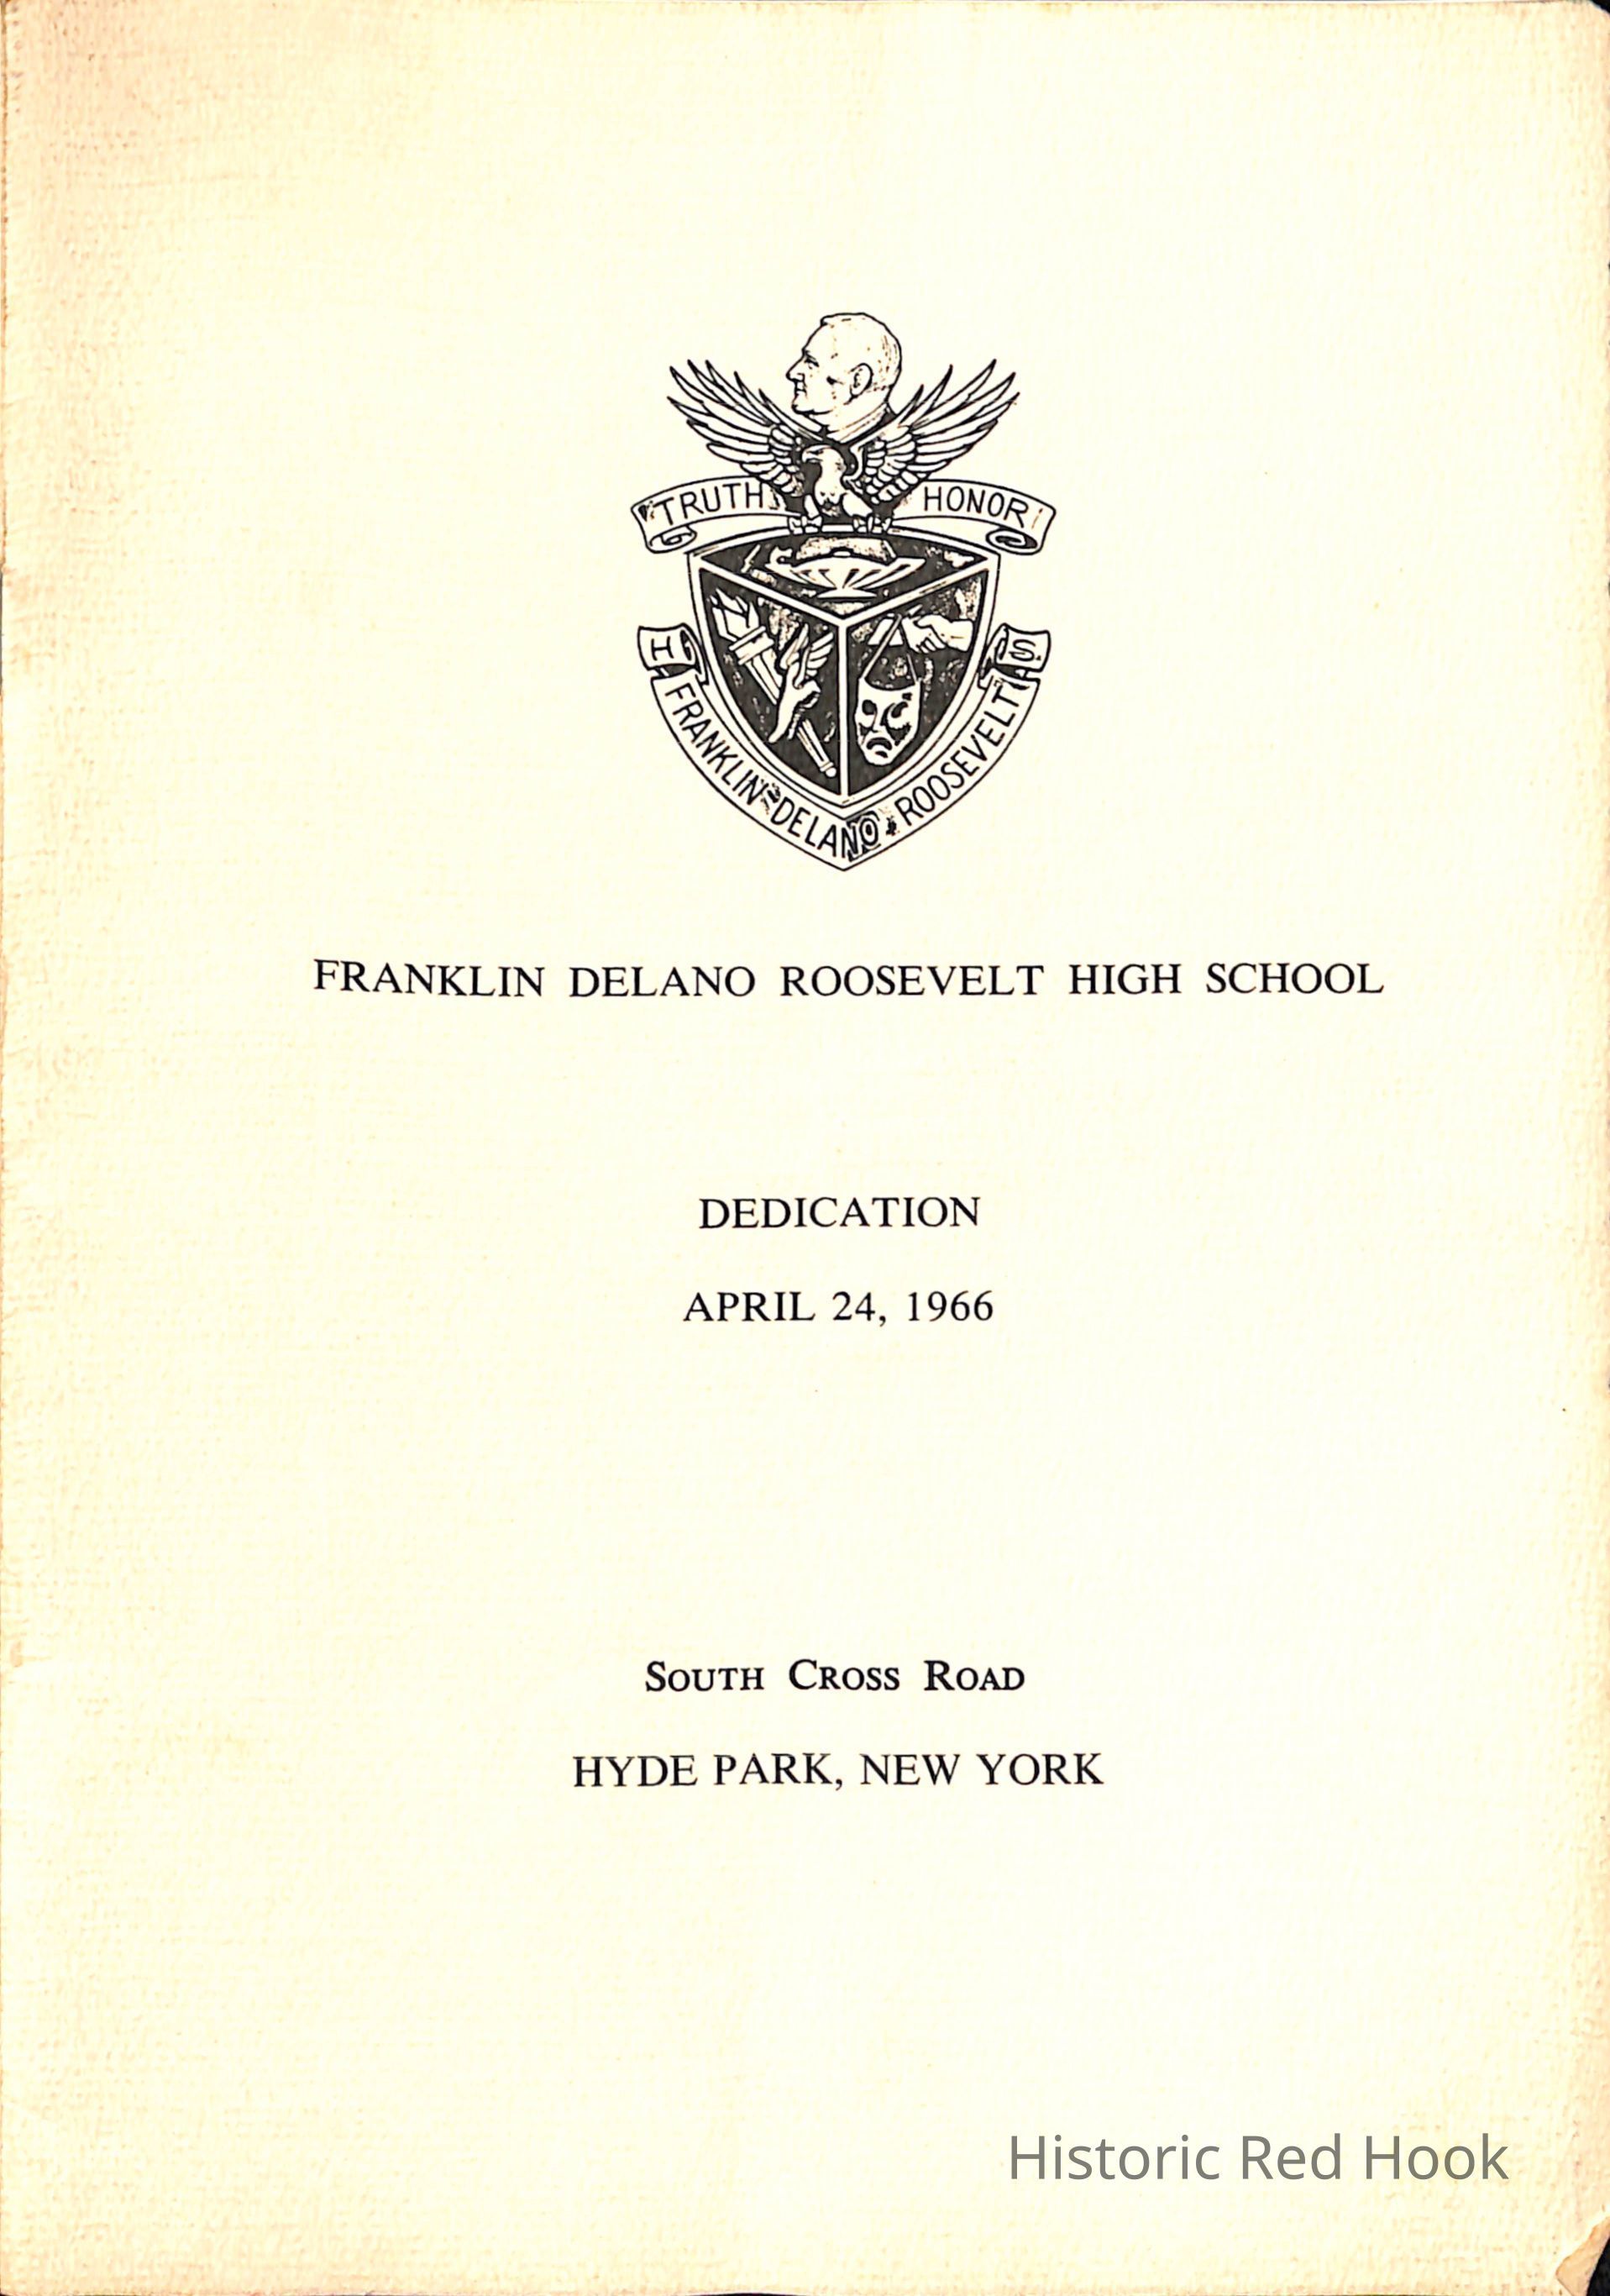 TRUTH HONOR
H. S.
FRANKLIN DELANO ROOSEVELT
FRANKLIN DELANO ROOSEVELT HIGH SCHOOL
DEDICATION
APRIL 24, 1966
SOUTH CROSS ROAD
HYDE PARK, NEW YORK
Historic Red Hook